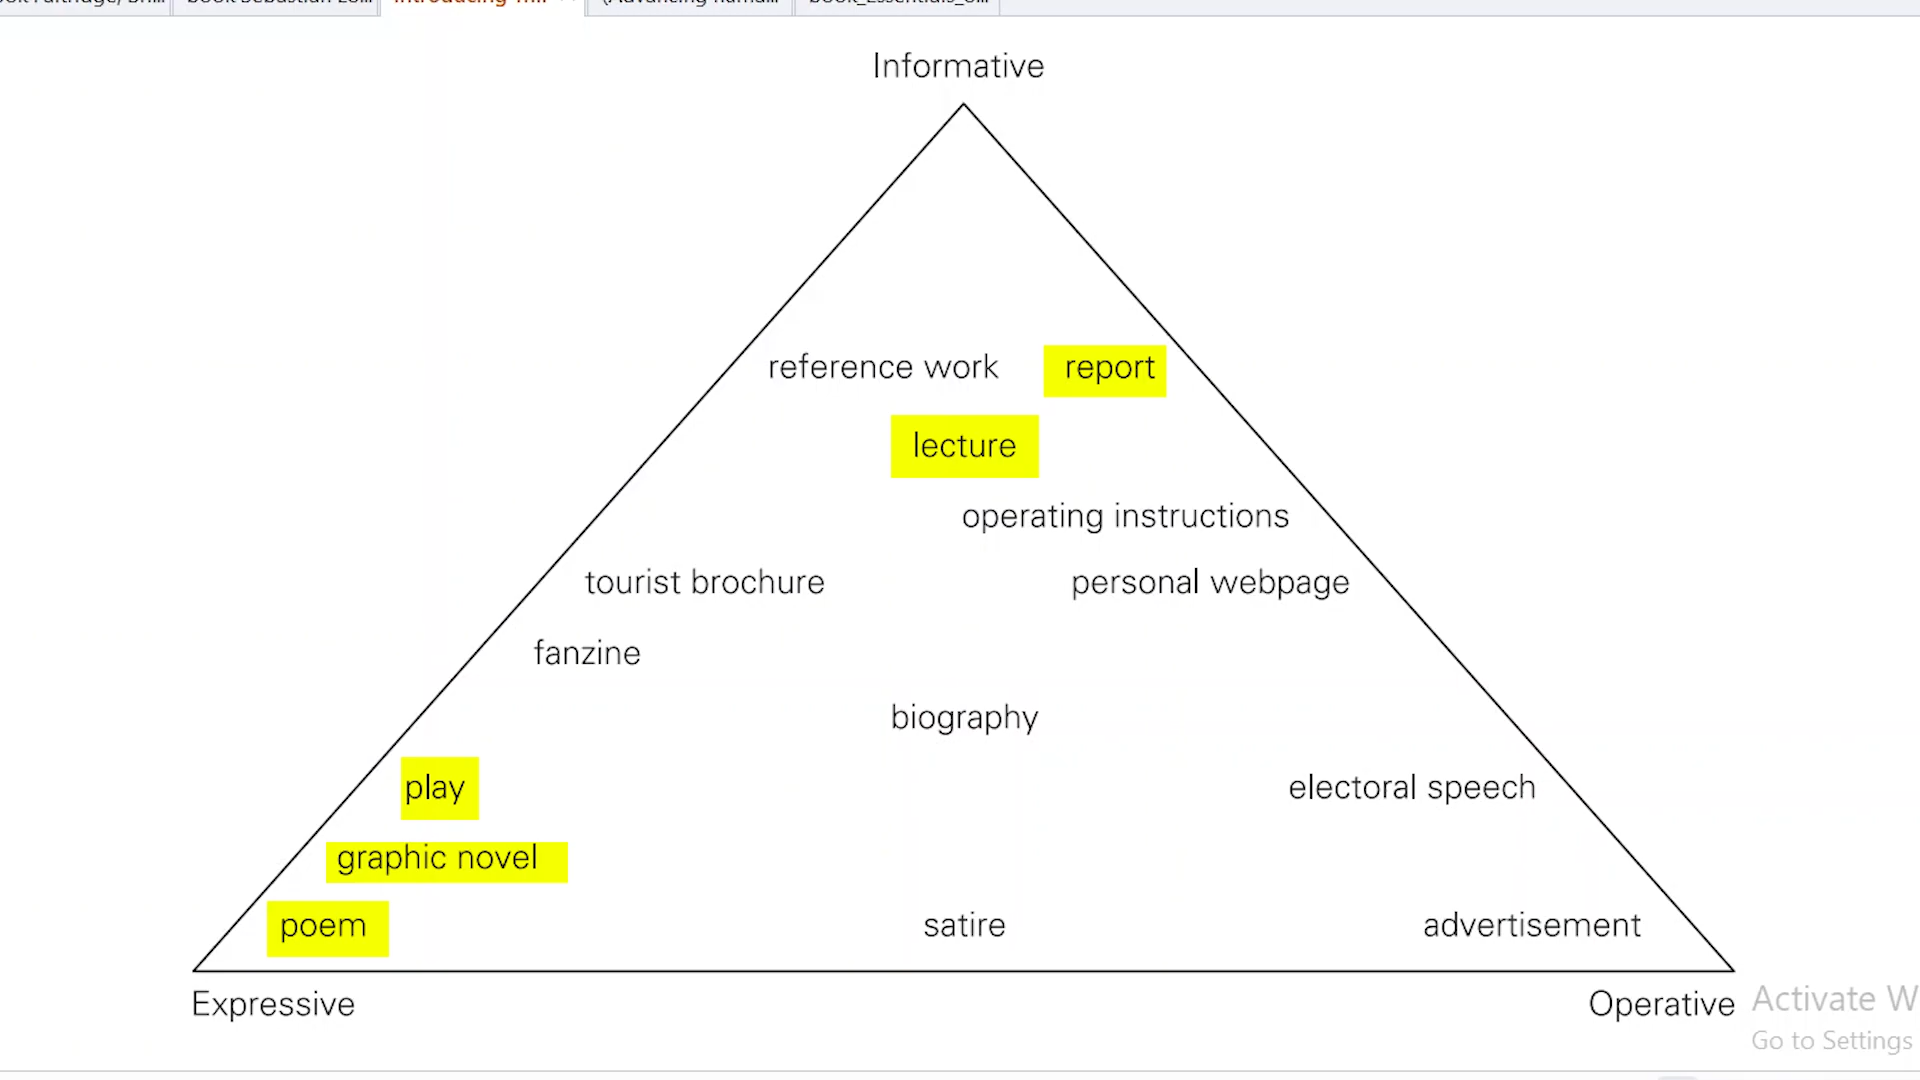 Informative
reference work report
lecture
operating instructions
tourist brochure personal webpage
fanzine
biography
play electoral speech
graphic novel
poem satire advertisement
Expressive Operative
Activate W
Go to Settings